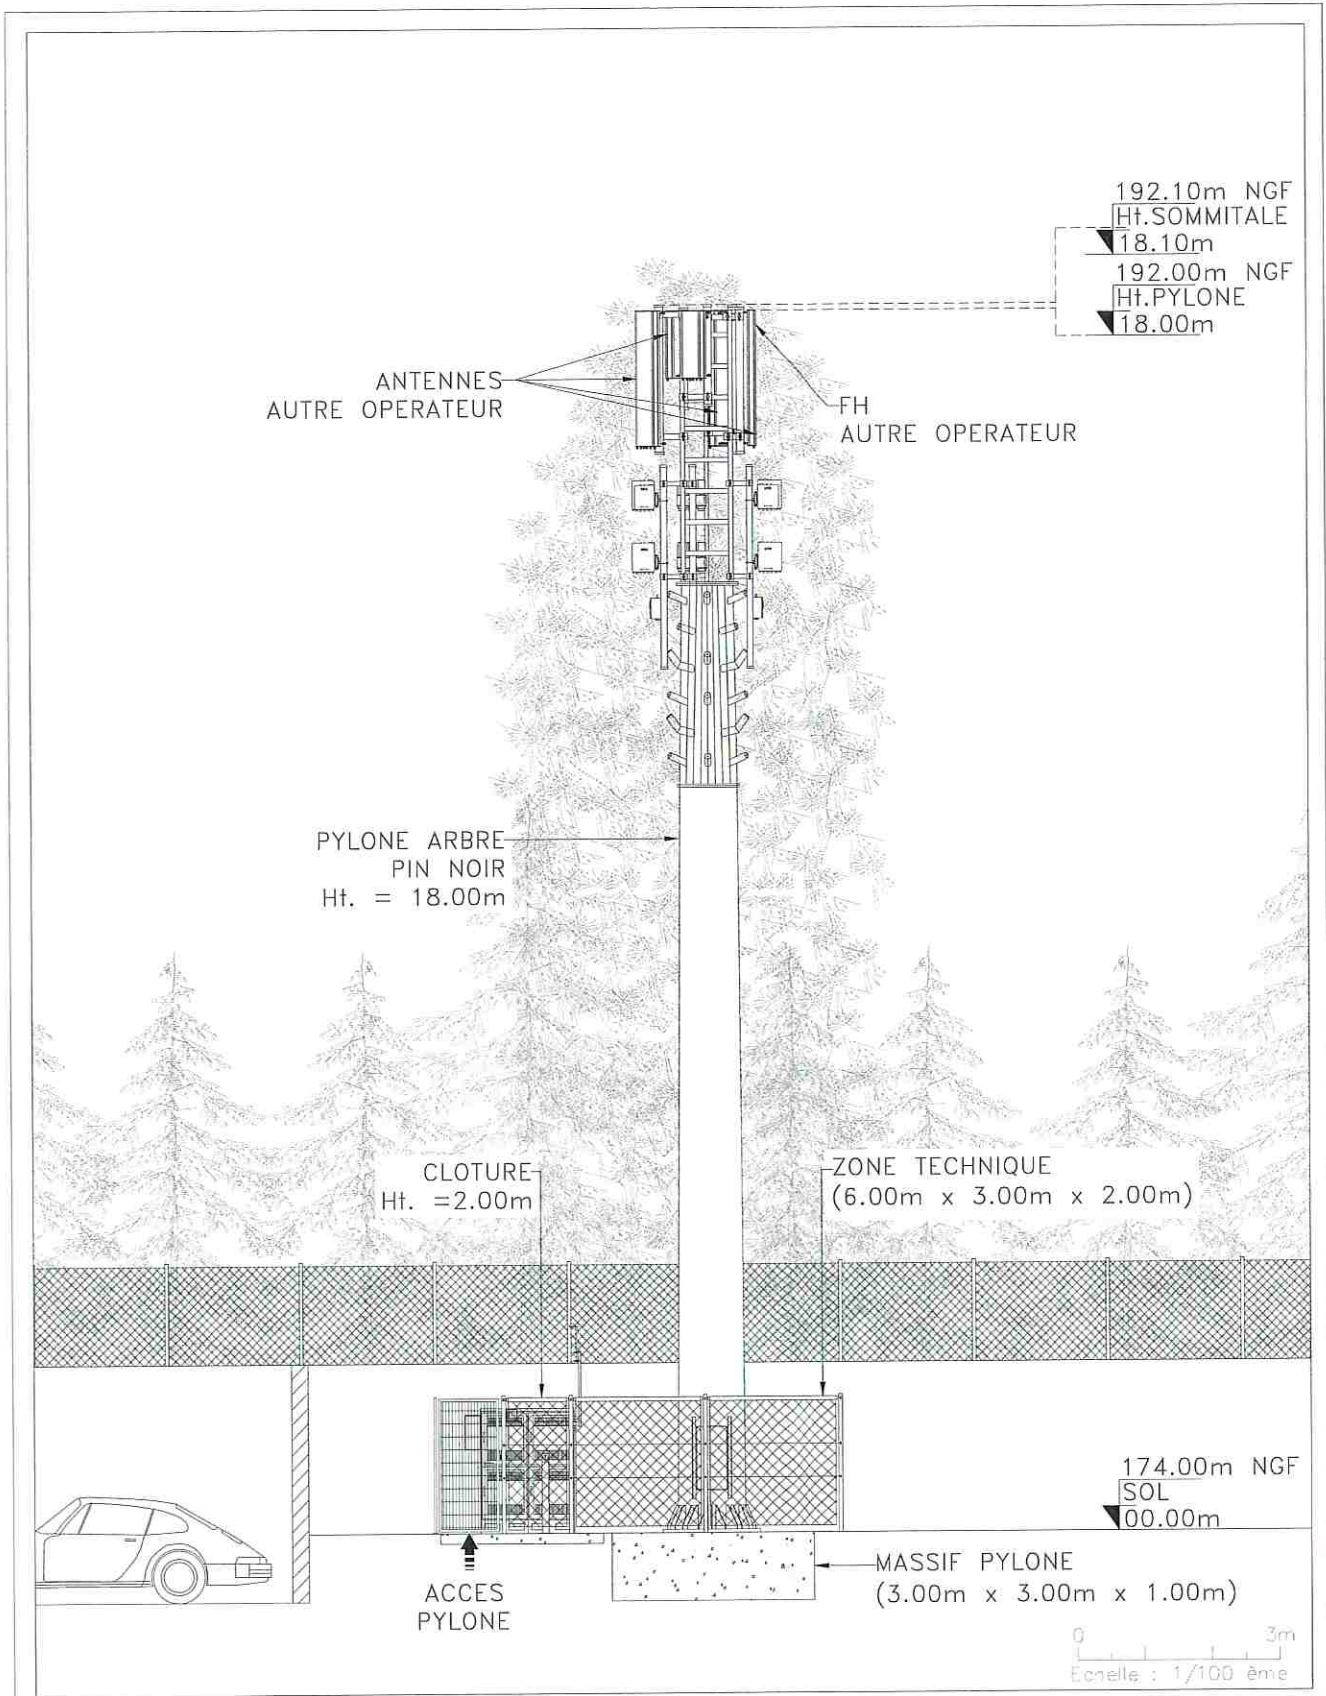 192.10m NGF
Ht.SOMMITALE
18.10m
192.00m NGF
Ht.PYLONE
18.00m
ANTENNES
AUTRE OPERATEUR
FH
AUTRE OPERATEUR
PYLONE ARBRE
PIN NOIR
Ht. = 18.00m
CLOTURE
Ht. =2.00m
ZONE TECHNIQUE
(6.00m x 3.00m x 2.00m)
174.00m NGF
SOL
00.00m
MASSIF PYLONE
(3.00m x 3.00m x 1.00m)
ACCES
PYLONE
0 3m
Echelle : 1/100 ème